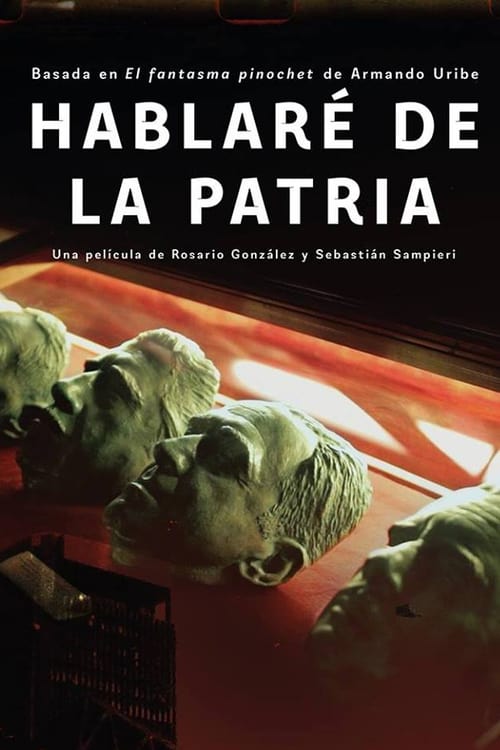 Basada en El fantasma pinochet de Armando Uribe
HABLARÉ DE
LA PATRIA
Una película de Rosario González y Sebastián Sampieri